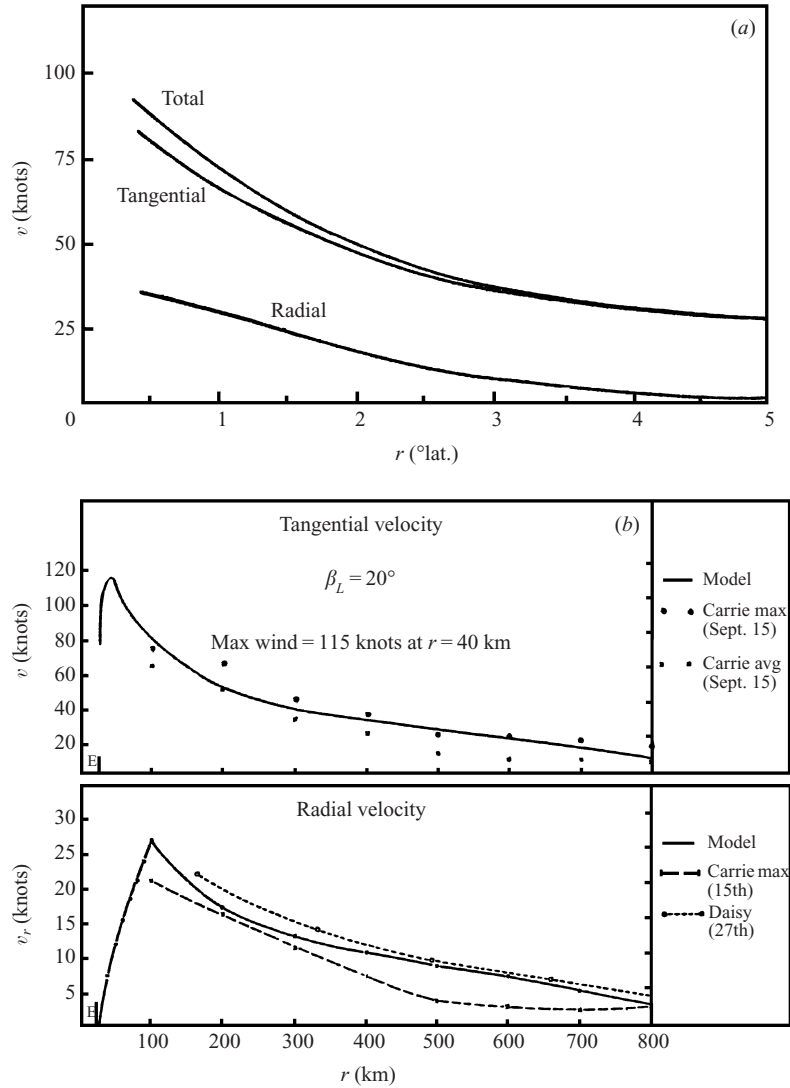 (a)
100
75
50
25
0
v (knots)
Total
Tangential
Radial
1
2
3
4
5
r (°lat.)
Tangential velocity
(b)
β_L = 20°
Max wind = 115 knots at r = 40 km
120
100
80
60
40
20
v (knots)
E
Model
Carrie max
(Sept. 15)
Carrie avg
(Sept. 15)
Radial velocity
30
25
20
15
10
5
v_r (knots)
E
Model
Carrie max
(15th)
Daisy
(27th)
100
200
300
400
500
600
700
800
r (km)